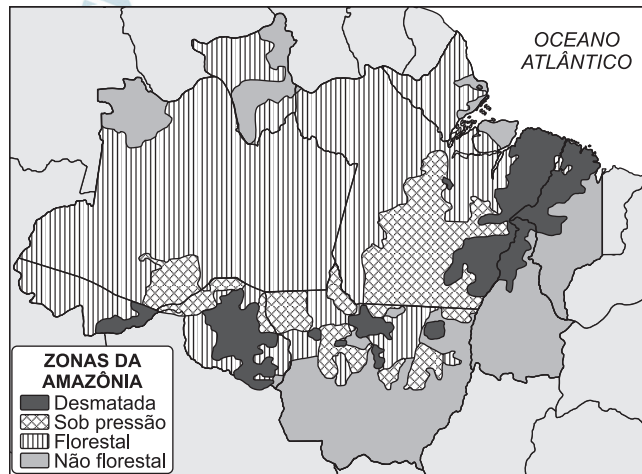 OCEANO
ATLÂNTICO
ZONAS DA
AMAZÔNIA
Desmatada
Sob pressão
Florestal
Não florestal